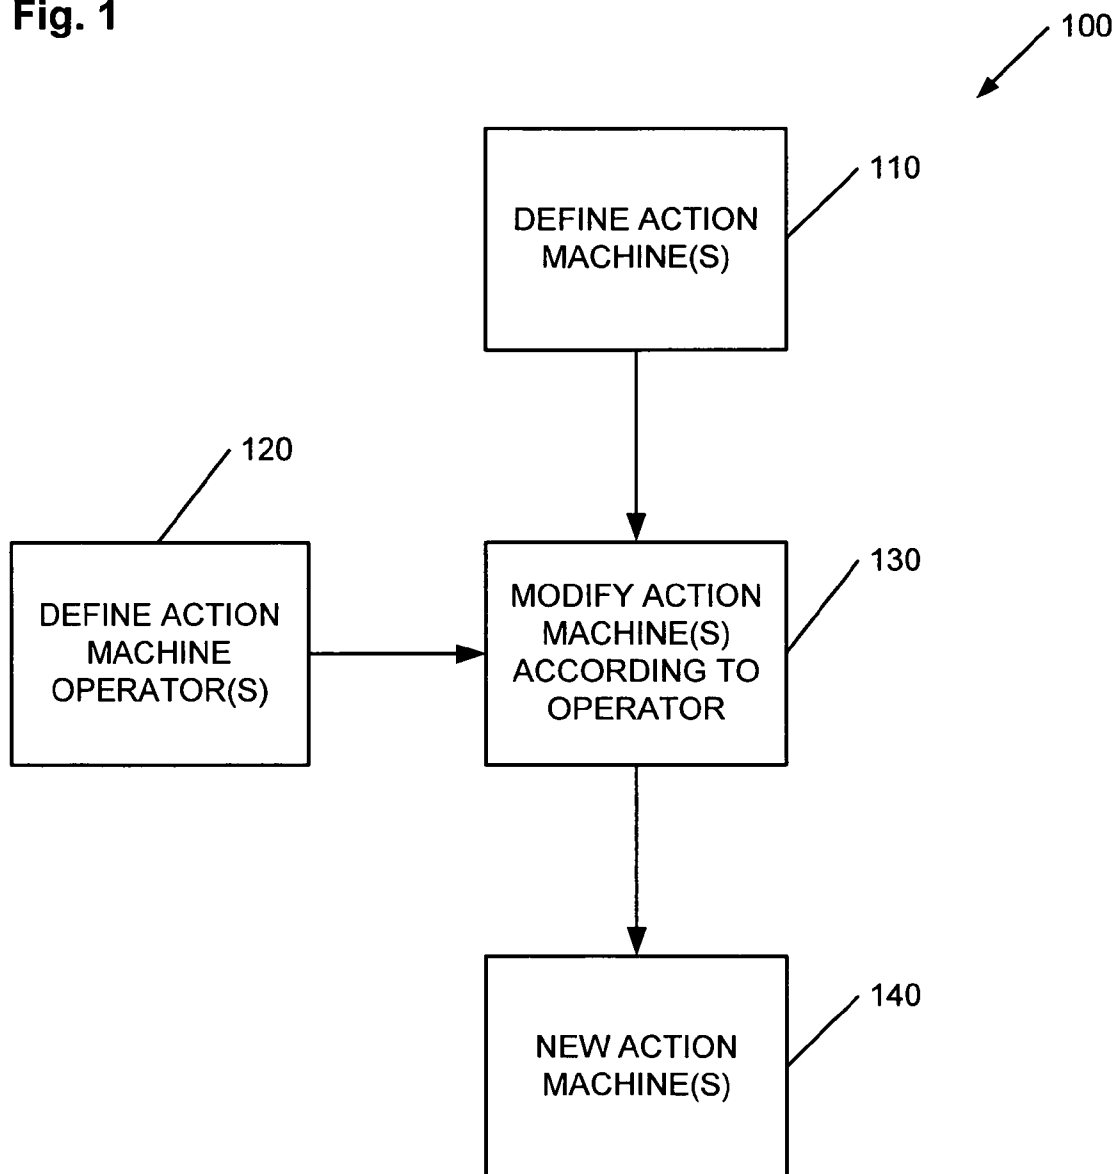 Fig. 1
100
110
DEFINE ACTION
MACHINE(S)
120
130
DEFINE ACTION
MACHINE
OPERATOR(S)
MODIFY ACTION
MACHINE(S)
ACCORDING TO
OPERATOR
140
NEW ACTION
MACHINE(S)